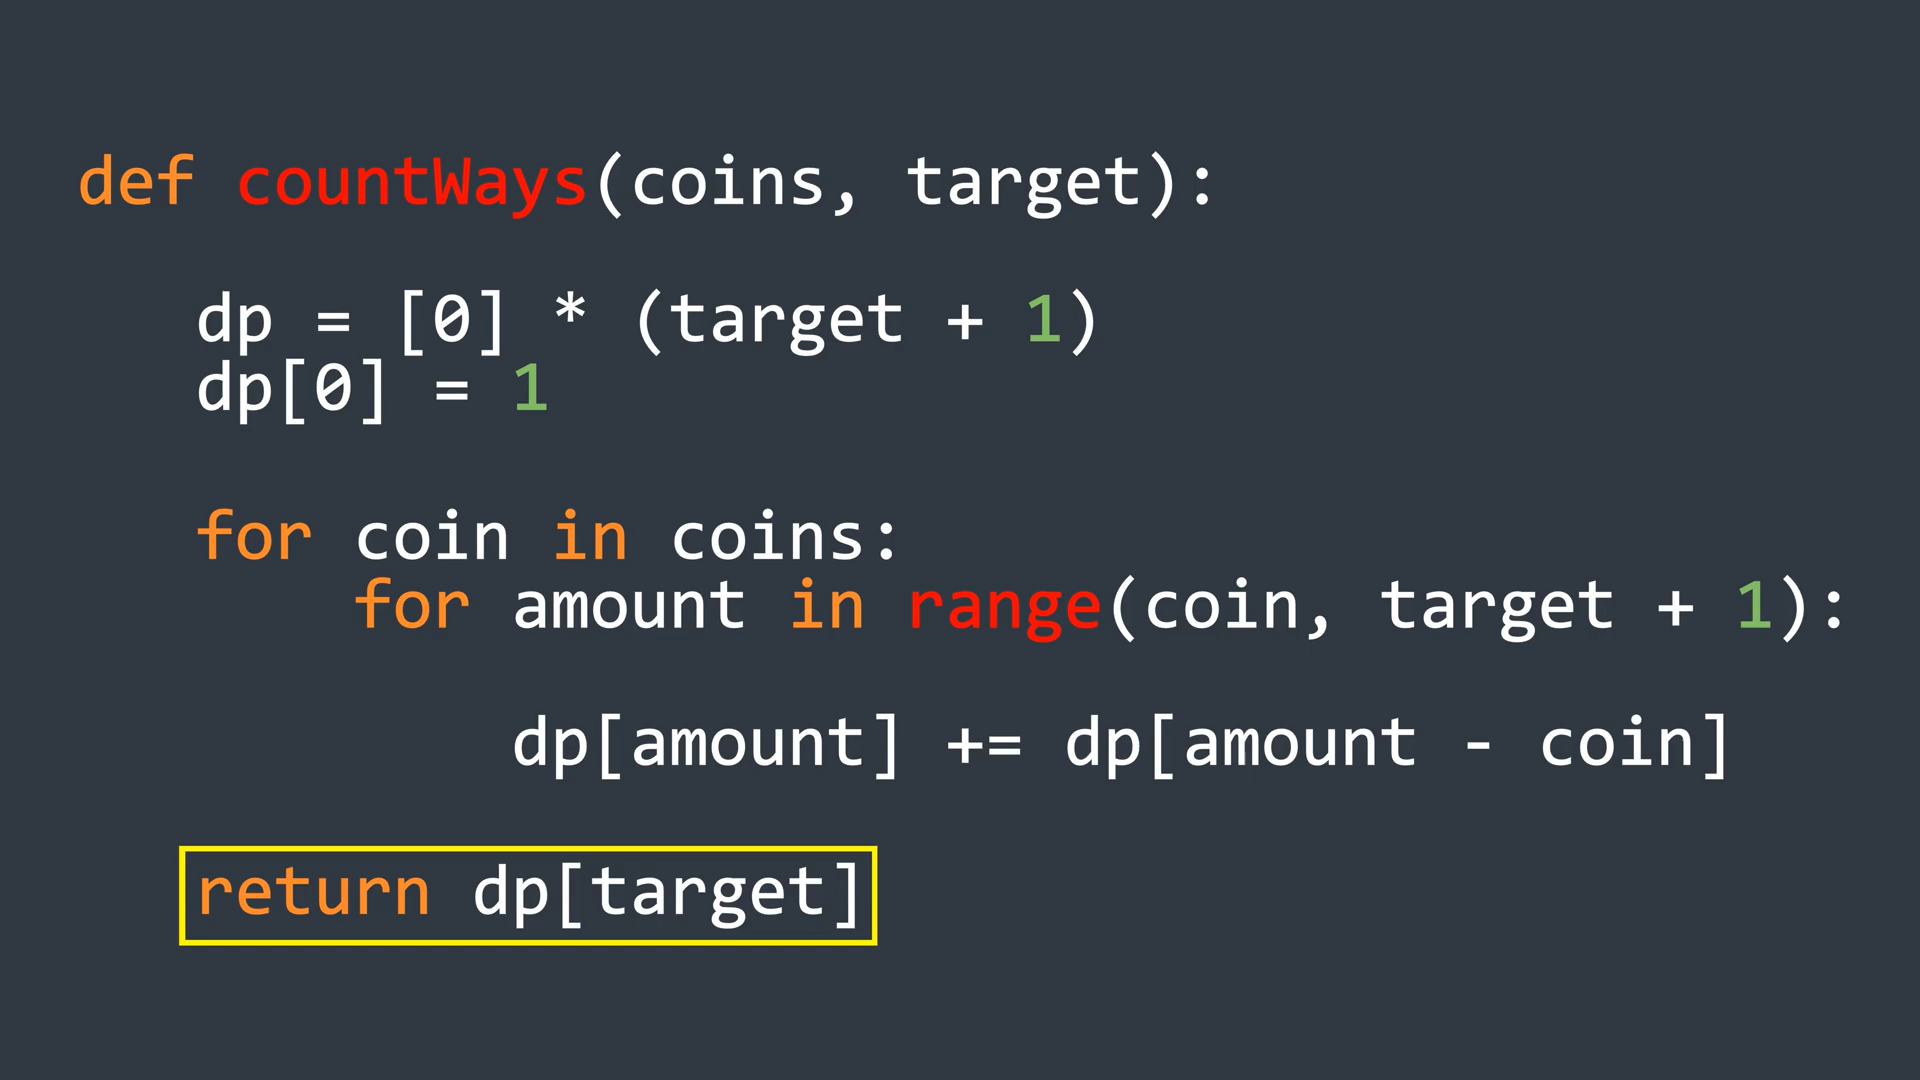 def countWays(coins, target):
dp = [0] * (target + 1)
dp[0] = 1
for coin in coins:
for amount in range(coin, target + 1):
dp[amount] += dp[amount - coin]
return dp[target]